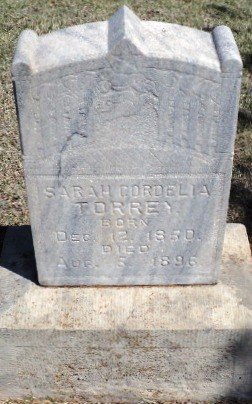 SARAH CORDELIA
TORREY
BORN
DEC. 12, 1850.
DIED
AUG. 5, 1896